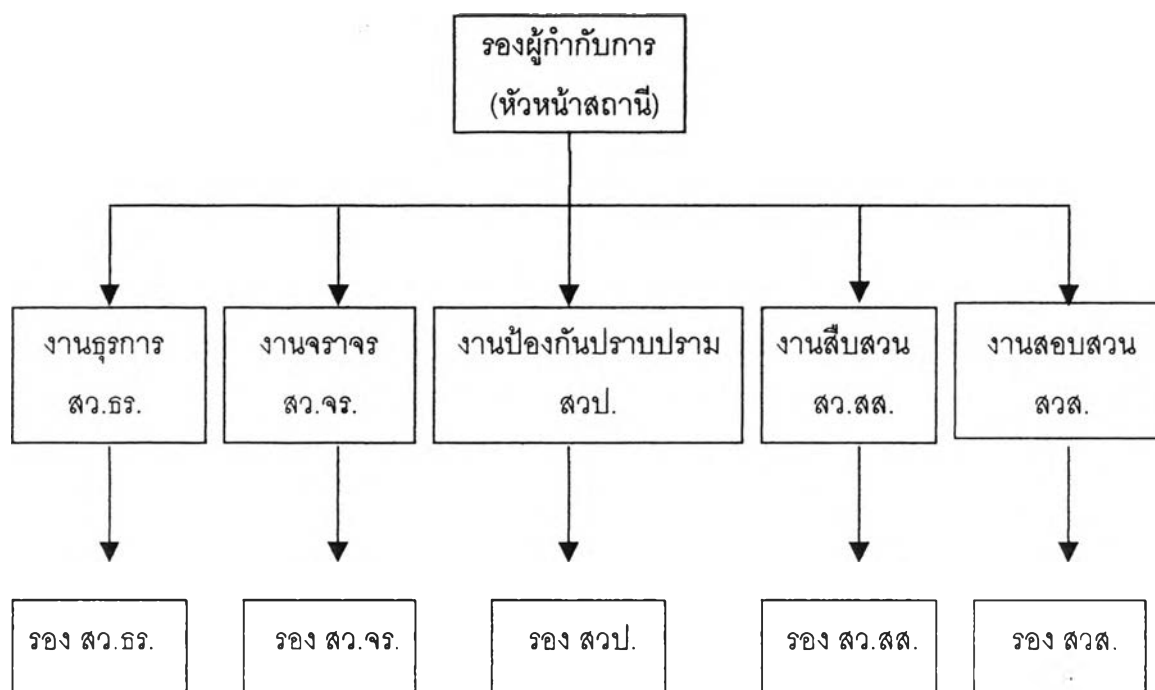 รองผู้กำกับการ
(หัวหน้าสถานี)
งานธุรการ
สว.ธร.
งานจราจร
สว.จร.
งานป้องกันปราบปราม
สวป.
งานสืบสวน
สว.สส.
งานสอบสวน
สวส.
รอง สว.ธร.
รอง สว.จร.
รอง สวป.
รอง สว.สส.
รอง สวส.